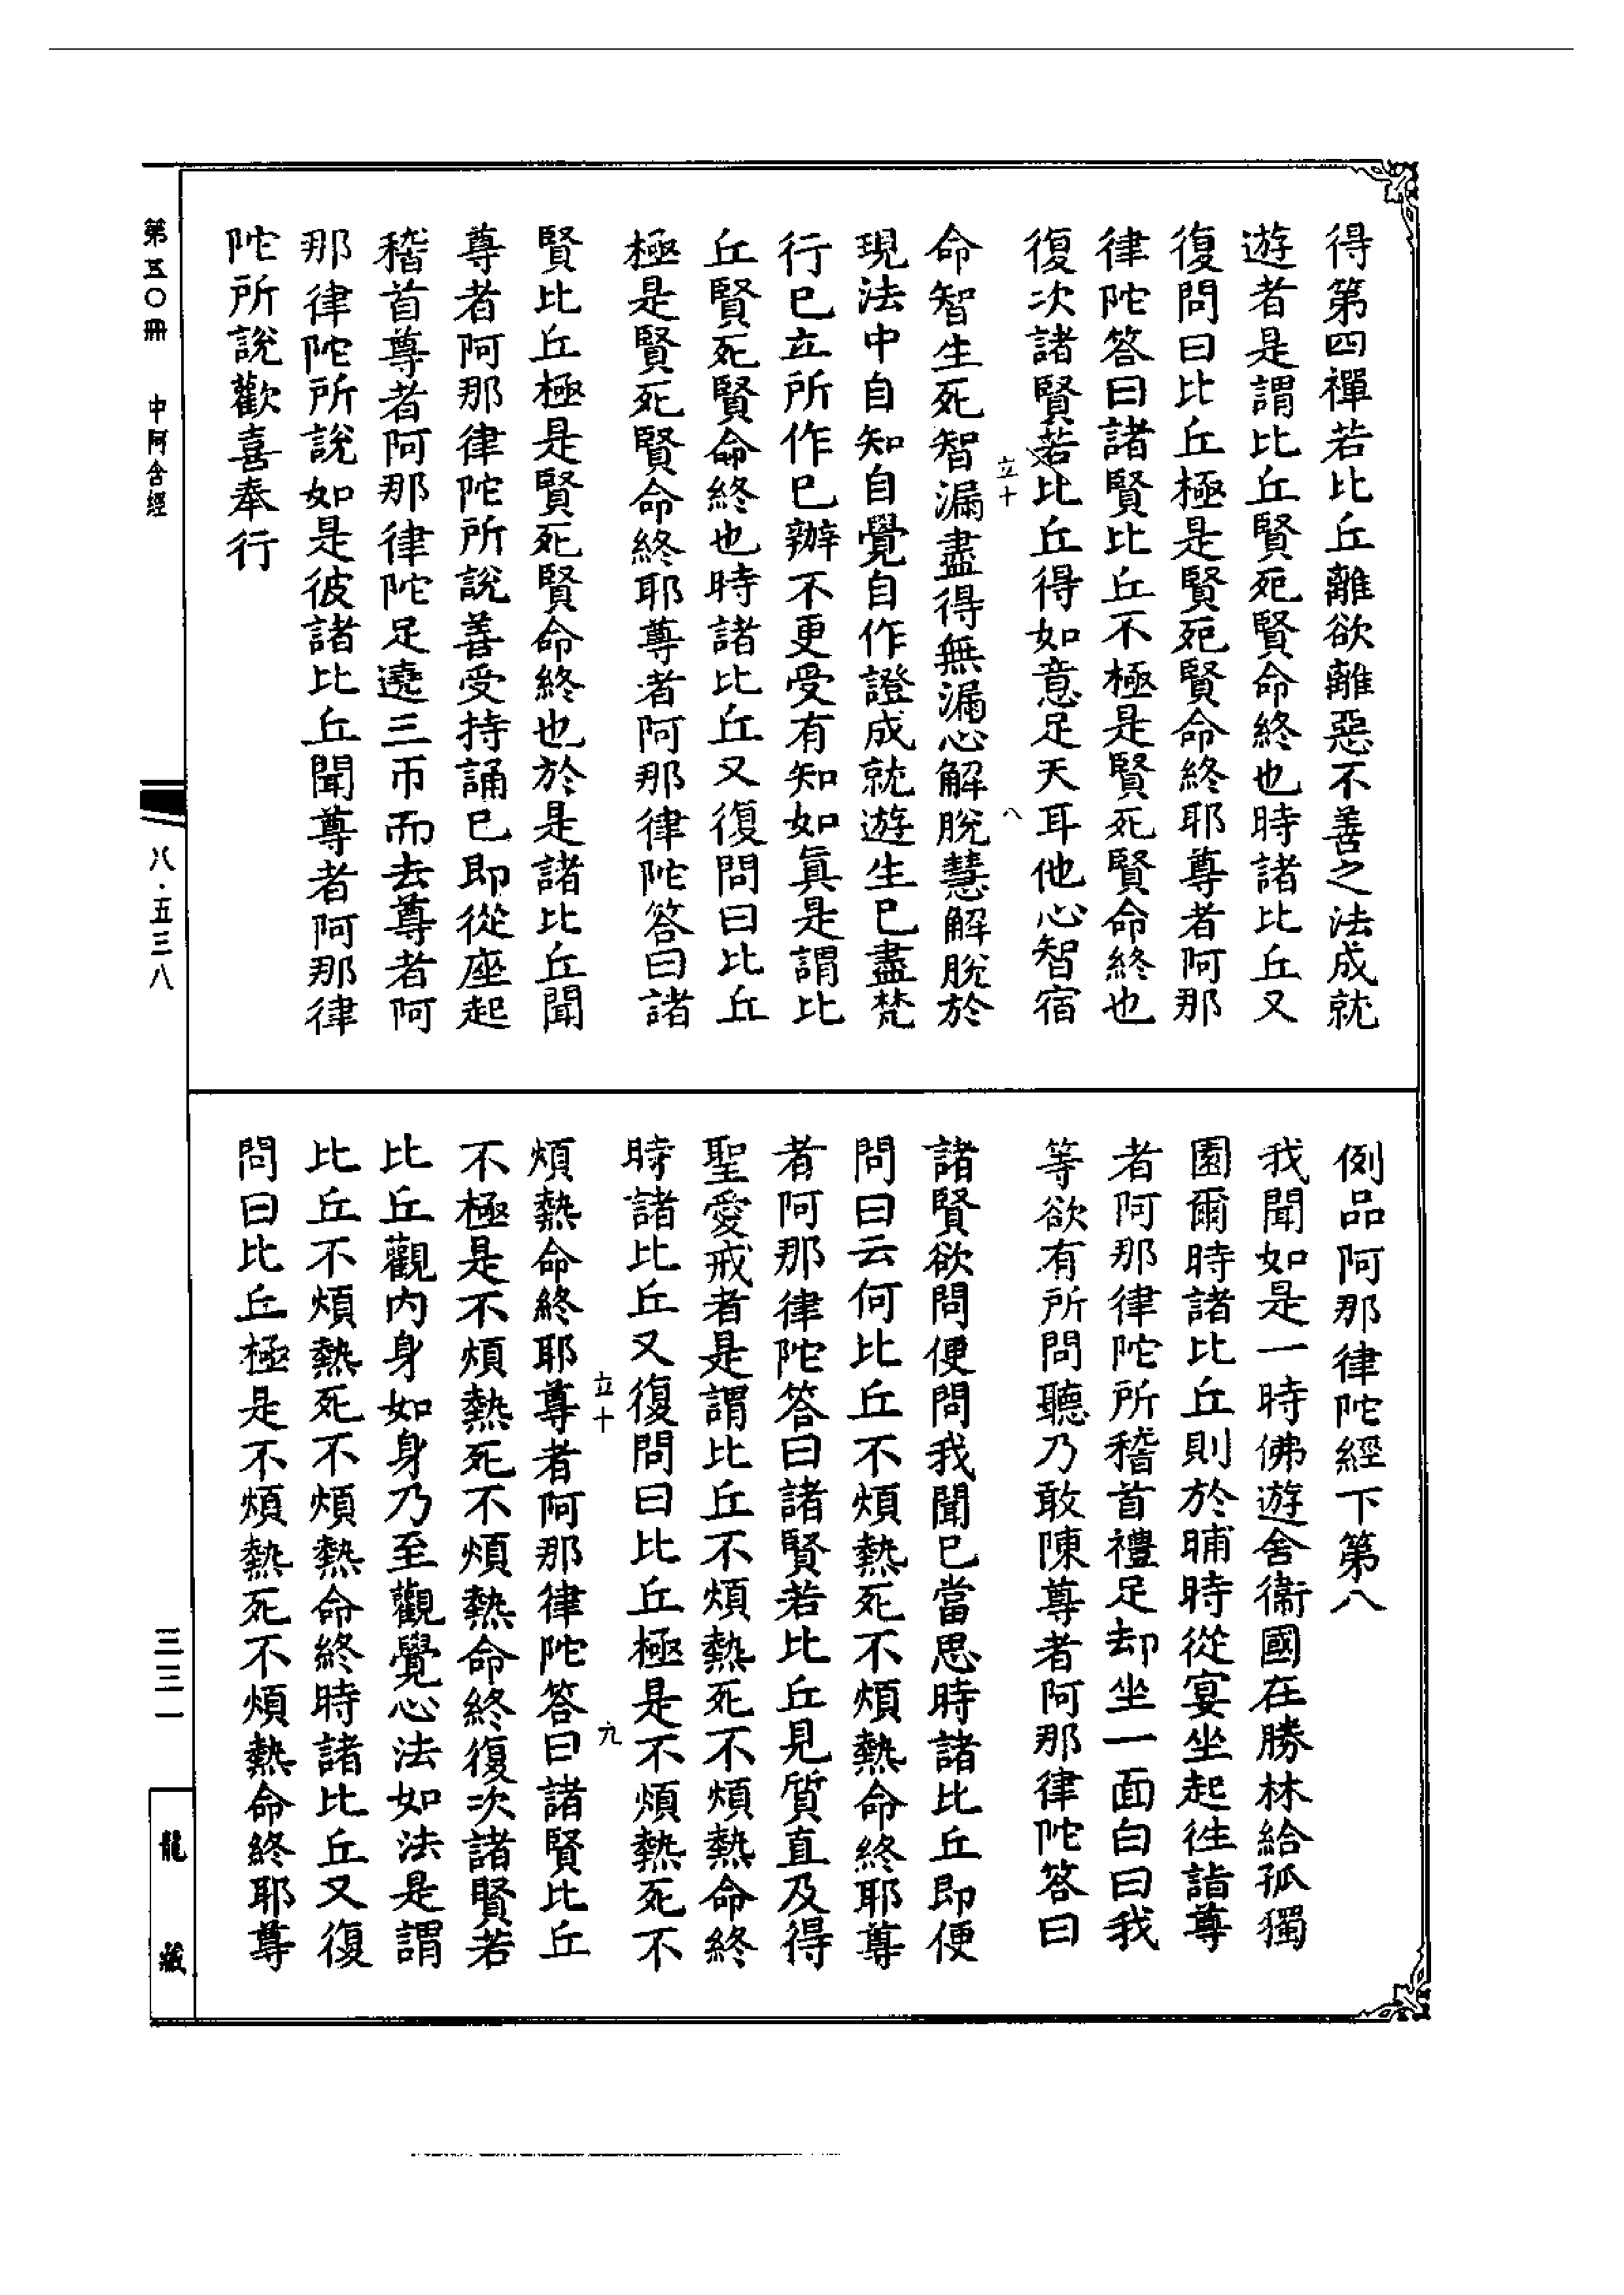 得第四禪若比丘離欲離惡不善之法成就
遊者是謂比丘賢死賢命終也時諸比丘又
復問曰比丘極是賢死賢命終耶尊者阿那
律陀答曰諸賢比丘不極是賢死賢命終也
復次諸賢若比丘得如意足天耳他心智宿
立十
八
命智生死智漏盡得無漏心解脫慧解脫於
現法中自知自覺自作證成就遊生已盡梵
行已立所作已辦不更受有知如眞是謂比
丘賢死賢命終也時諸比丘又復問曰比丘
極是賢死賢命終耶尊者阿那律陀答曰諸
賢比丘極是賢死賢命終也於是諸比丘聞
尊者阿那律陀所說善受持誦已即從座起
稽首尊者阿那律陀足遶三帀而去尊者阿
那律陀所說如是彼諸比丘聞尊者阿那律
陀所說歡喜奉行
例品阿那律陀經下第八
我聞如是一時佛遊舍衞國在勝林給孤獨
園爾時諸比丘則於晡時從宴坐起徃詣尊
者阿那律陀所稽首禮足却坐一面白曰我
等欲有所問聽乃敢陳尊者阿那律陀答曰
諸賢欲問便問我聞已當思時諸比丘即便
問曰云何比丘不煩熱死不煩熱命終耶尊
者阿那律陀答曰諸賢若比丘見質直及得
聖愛戒者是謂比丘不煩熱死不煩熱命終
時諸比丘又復問曰比丘極是不煩熱死不
立十
九
煩熱命終耶尊者阿那律陀答曰諸賢比丘
不極是不煩熱死不煩熱命終復次諸賢若
比丘觀內身如身乃至觀覺心法如法是謂
比丘不煩熱死不煩熱命終時諸比丘又復
問曰比丘極是不煩熱死不煩熱命終耶尊
第五〇冊 中阿含經
八·五三八
三三一
龍藏